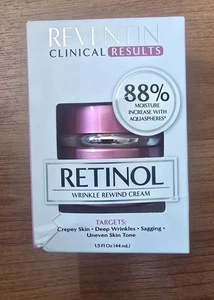 REVENTIN
CLINICAL RESULTS
88%
MOISTURE
INCREASE WITH
AQUASPHERES*
RETINOL
WRINKLE REWIND CREAM
TARGETS:
Crepey Skin • Deep Wrinkles • Sagging •
Uneven Skin Tone
1.5 Fl Oz (44 mL)